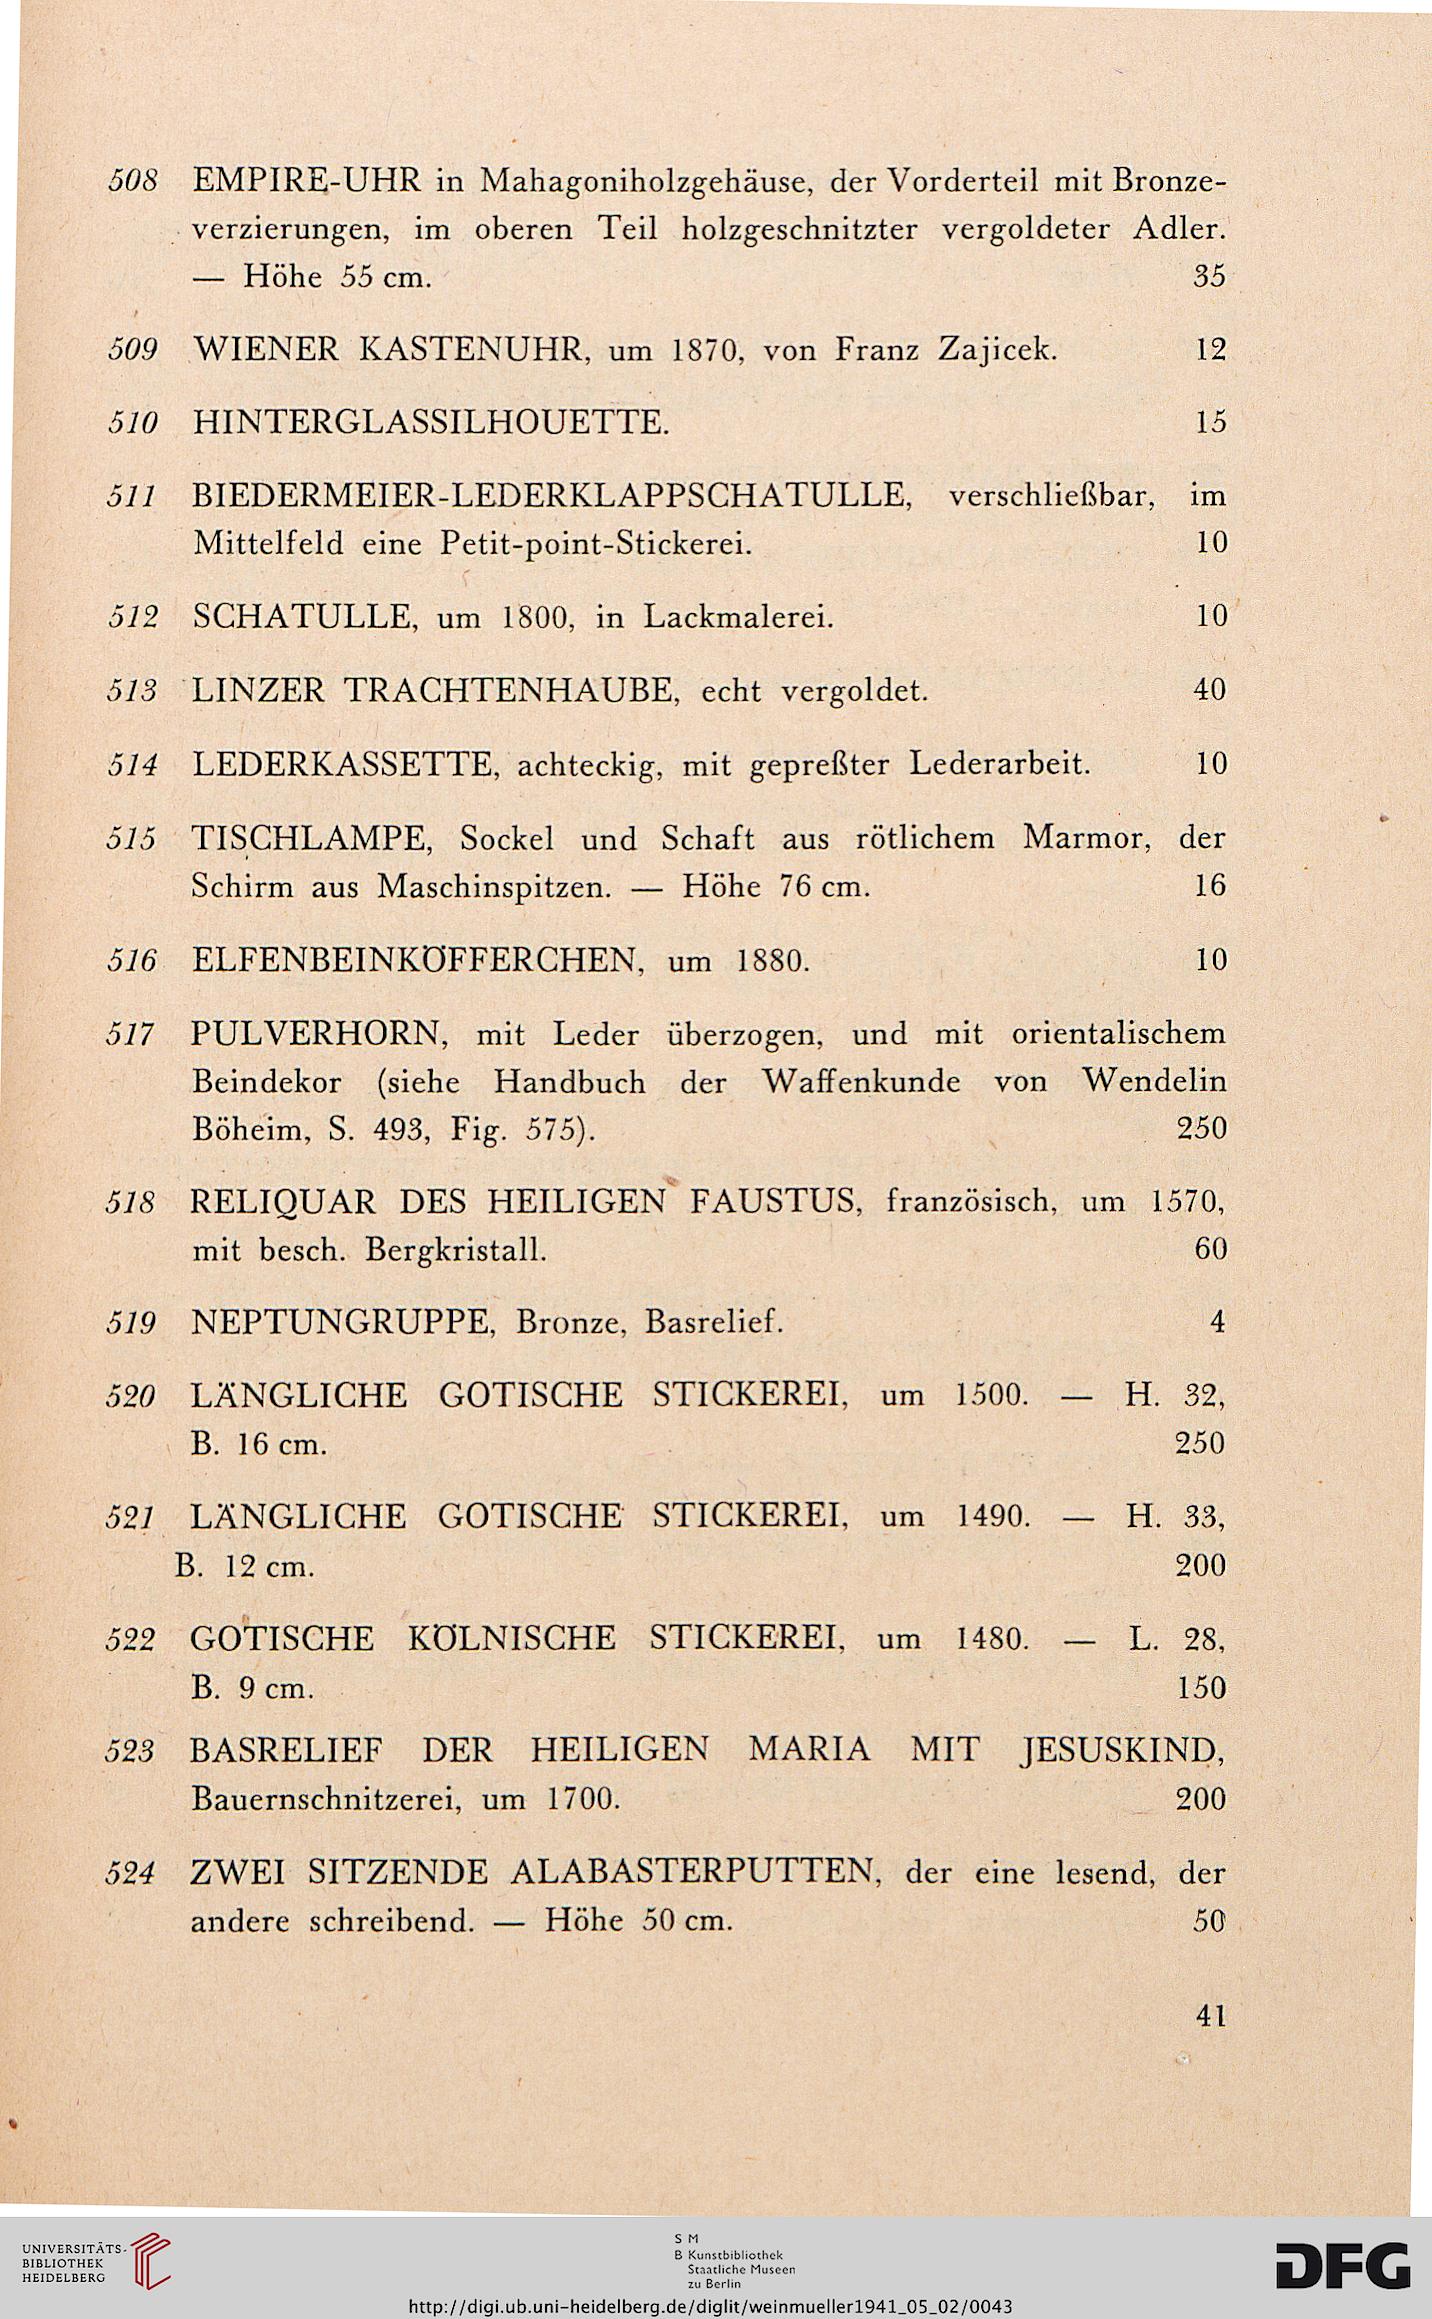 508 EMPIRE-UHR in Mahagoniholzgehäuse, der Vorderteil mit Bronze-
verzierungen, im oberen Teil holzgeschnitzter vergoldeter Adler.
— Höhe 55 cm. 35
509 WIENER KASTENUHR, um 1870, von Franz Zajicek. 12
510 HINTERGLASSILHOUETTE. 15
511 BIEDERMEIER-LEDERKLAPPSCHATULLE, verschließbar, im
Mittelfeld eine Petit-point-Stickerei. 10
512 SCHATULLE, um 1800, in Lackmalerei. 10
513 LINZER TRACHTENHAUBE, echt vergoldet. 40
514 LEDERKASSETTE, achteckig, mit gepreßter Lederarbeit. 10
515 TISCHLAMPE, Sockel und Schaft aus rötlichem Marmor, der
Schirm aus Maschinspitzen. — Höhe 76 cm. 16
516 ELFENBEINKÖFFERCHEN, um 1880. 10
517 PULVERHORN, mit Leder überzogen, und mit orientalischem
Beindekor (siehe Handbuch der Waffenkunde von Wendelin
Böheim, S. 493, Fig. 575). 250
518 RELIQUAR DES HEILIGEN FAUSTUS, französisch, um 1570,
mit besch. Bergkristall. 60
519 NEPTUNGRUPPE, Bronze, Basrelief. 4
520 LÄNGLICHE GOTISCHE STICKEREI, um 1500. — H. 32,
B. 16 cm. 250
521 LÄNGLICHE GOTISCHE STICKEREI, um 1490. — H. 33,
B. 12 cm. 200
522 GOTISCHE KÖLNISCHE STICKEREI, um 1480. — L. 28,
B. 9 cm. 150
523 BASRELIEF DER HEILIGEN MARIA MIT JESUSKIND,
Bauernschnitzerei, um 1700. 200
524 ZWEI SITZENDE ALABASTERPUTTEN, der eine lesend, der
andere schreibend. — Höhe 50 cm. 50
41
UNIVERSITÄTS-
BIBLIOTHEK
HEIDELBERG
S M
B Kunstbibliothek
Staatliche Museen
zu Berlin
DFG
http://digi.ub.uni-heidelberg.de/diglit/weinmueller1941_05_02/0043